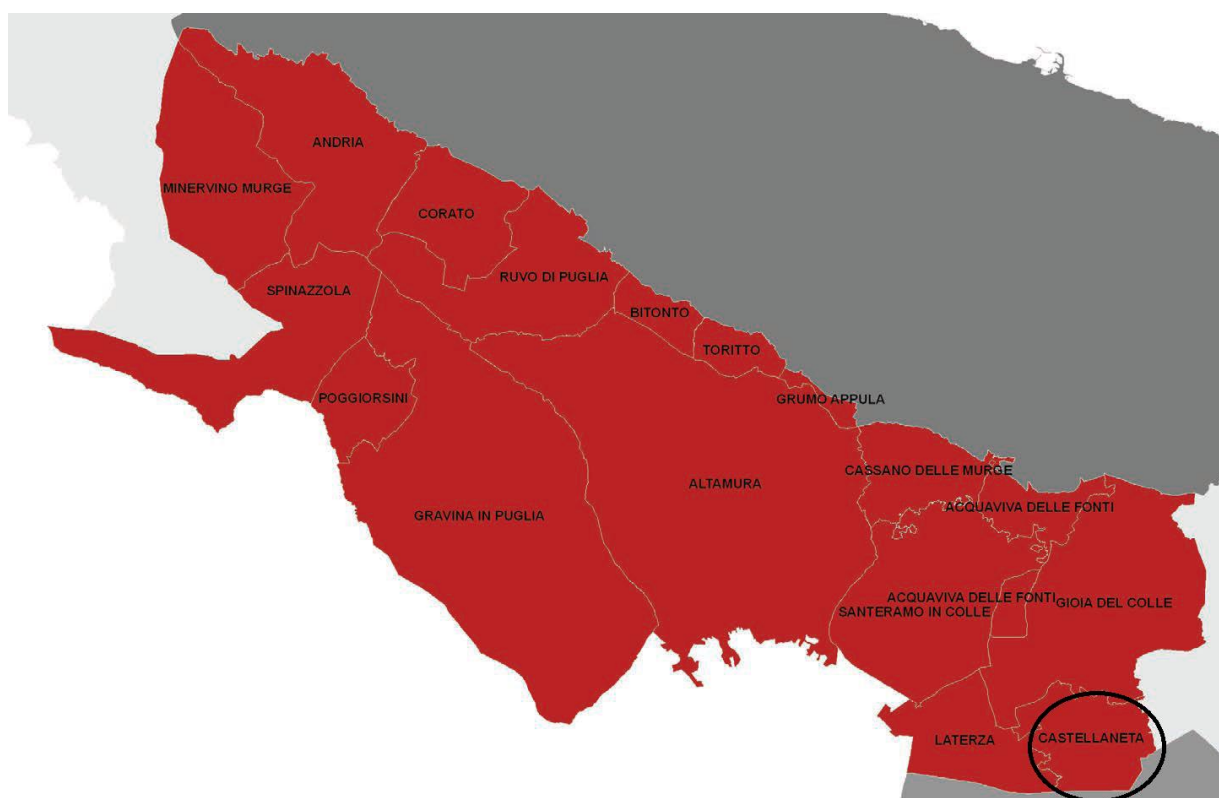 ANDRIA
MINERVINO MURGE
CORATO
RUVO DI PUGLIA
SPINAZZOLA
BITONTO
TORITTO
POGGIORSINI
GRUMO APPULA
CASSANO DELLE MURGE
ALTAMURA
ACQUAVIVA DELLE FONTI
GRAVINA IN PUGLIA
ACQUAVIVA DELLE FONTI
GIOIA DEL COLLE
SANTERAMO IN COLLE
LATERZA
CASTELLANETA